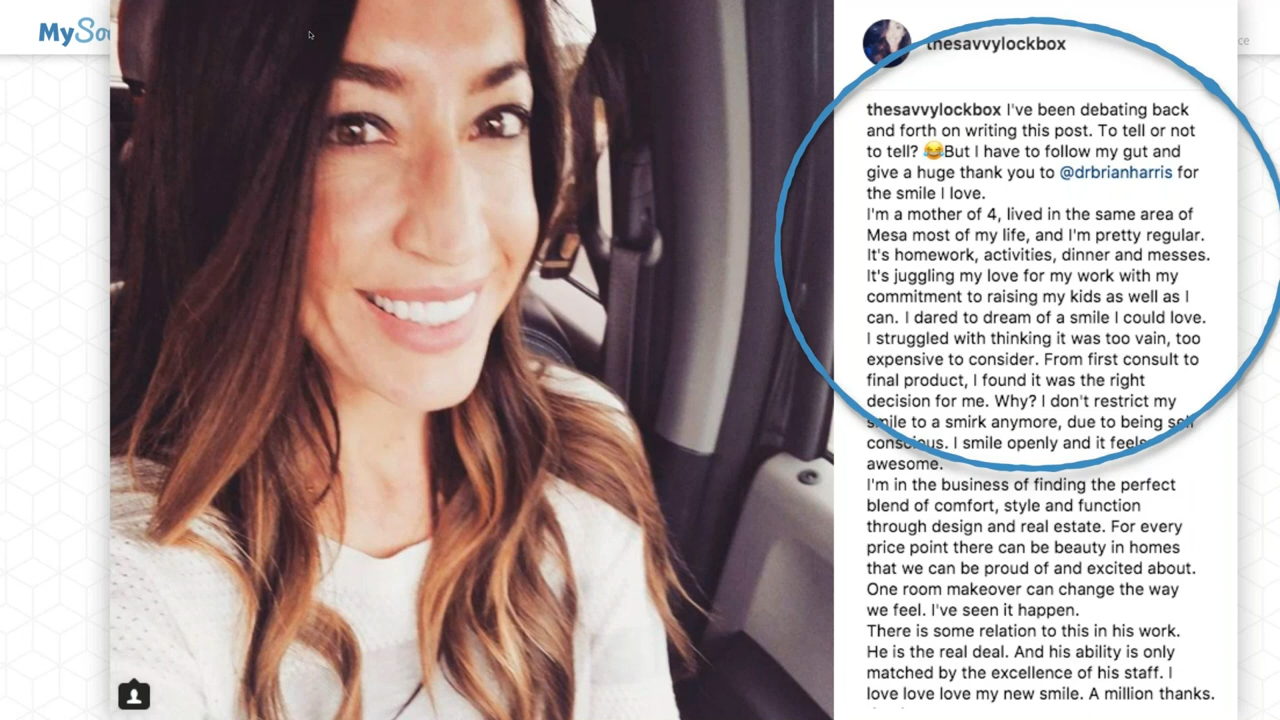 MySo
thesavvylockbox
ce
thesavvylockbox I've been debating back
and forth on writing this post. To tell or not
to tell? 😂But I have to follow my gut and
give a huge thank you to @drbrianharris for
the smile I love.
I'm a mother of 4, lived in the same area of
Mesa most of my life, and I'm pretty regular.
It's homework, activities, dinner and messes.
It's juggling my love for my work with my
commitment to raising my kids as well as I
can. I dared to dream of a smile I could love.
I struggled with thinking it was too vain, too
expensive to consider. From first consult to
final product, I found it was the right
decision for me. Why? I don't restrict my
smile to a smirk anymore, due to being self
conscious. I smile openly and it feels
awesome.
I'm in the business of finding the perfect
blend of comfort, style and function
through design and real estate. For every
price point there can be beauty in homes
that we can be proud of and excited about.
One room makeover can change the way
we feel. I've seen it happen.
There is some relation to this in his work.
He is the real deal. And his ability is only
matched by the excellence of his staff. I
love love love my new smile. A million thanks.